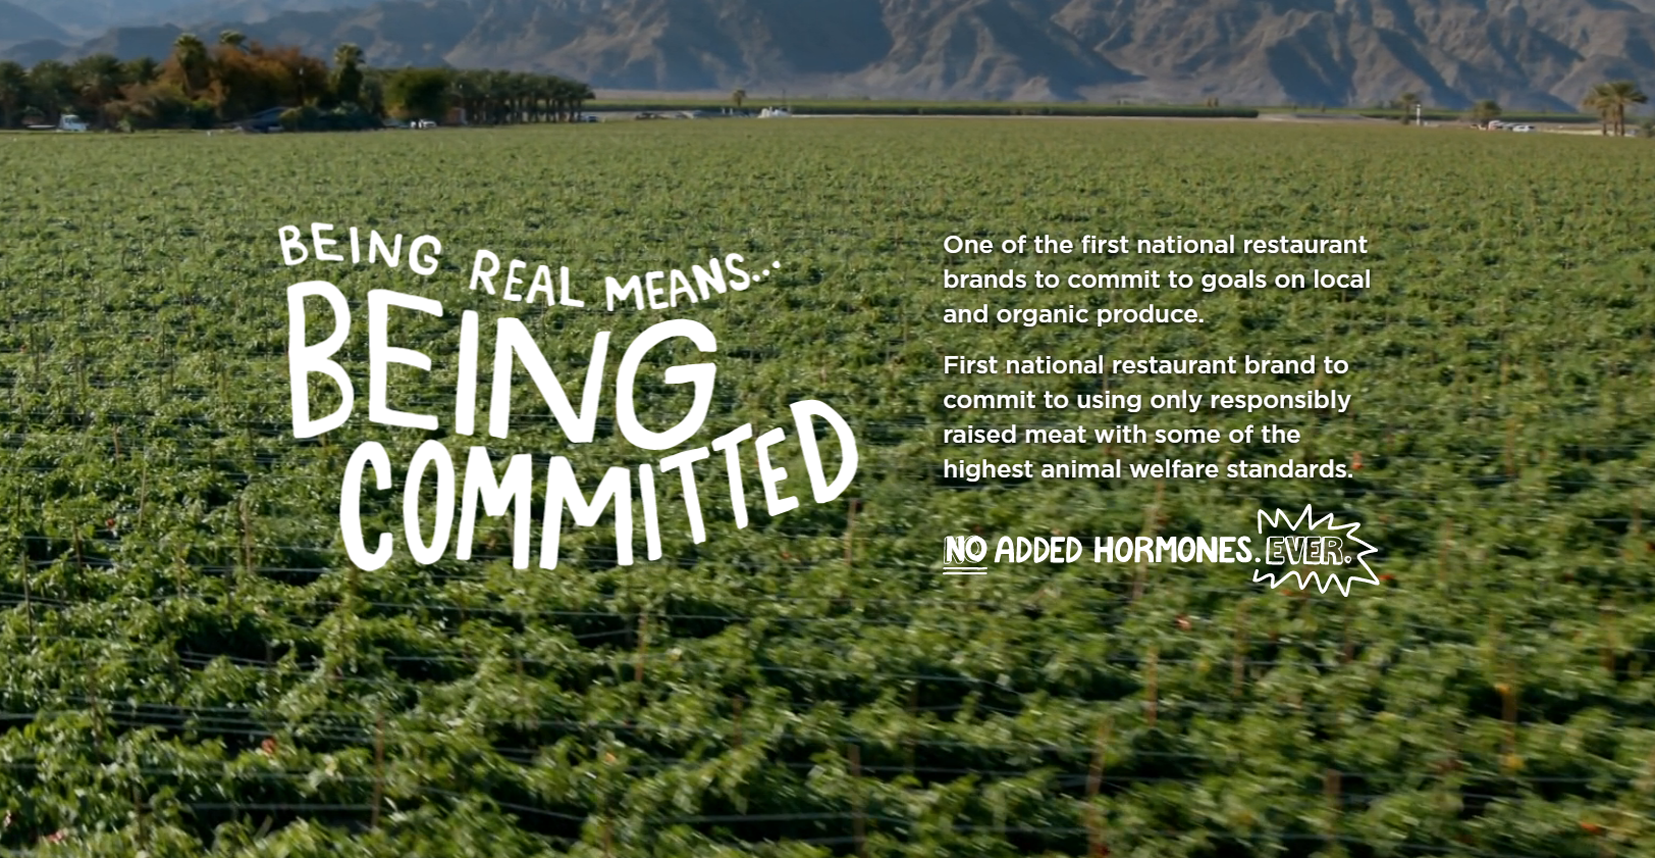 BEING REAL MEANS...
BEING
COMMITTED
One of the first national restaurant
brands to commit to goals on local
and organic produce.
First national restaurant brand to
commit to using only responsibly
raised meat with some of the
highest animal welfare standards.
NO ADDED HORMONES. EVER.